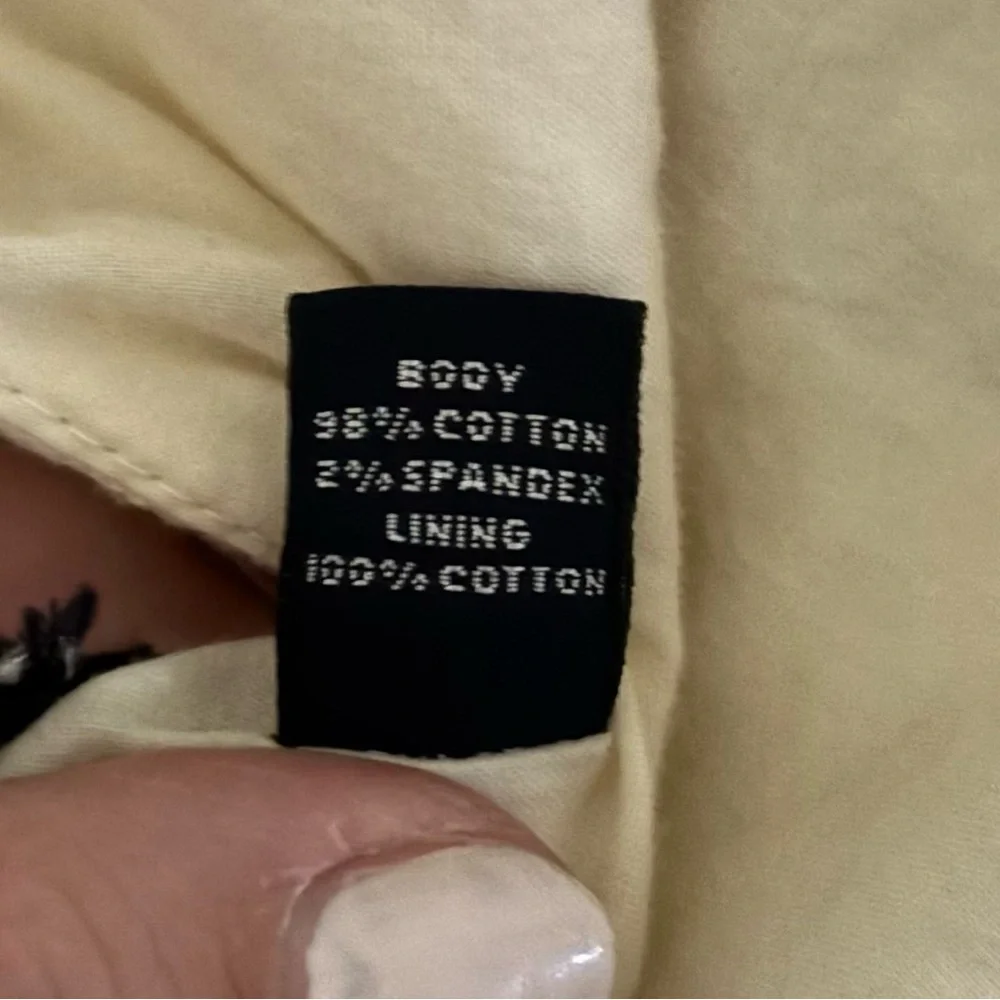 BODY
98% COTTON
2% SPANDEX
LINING
100% COTTON